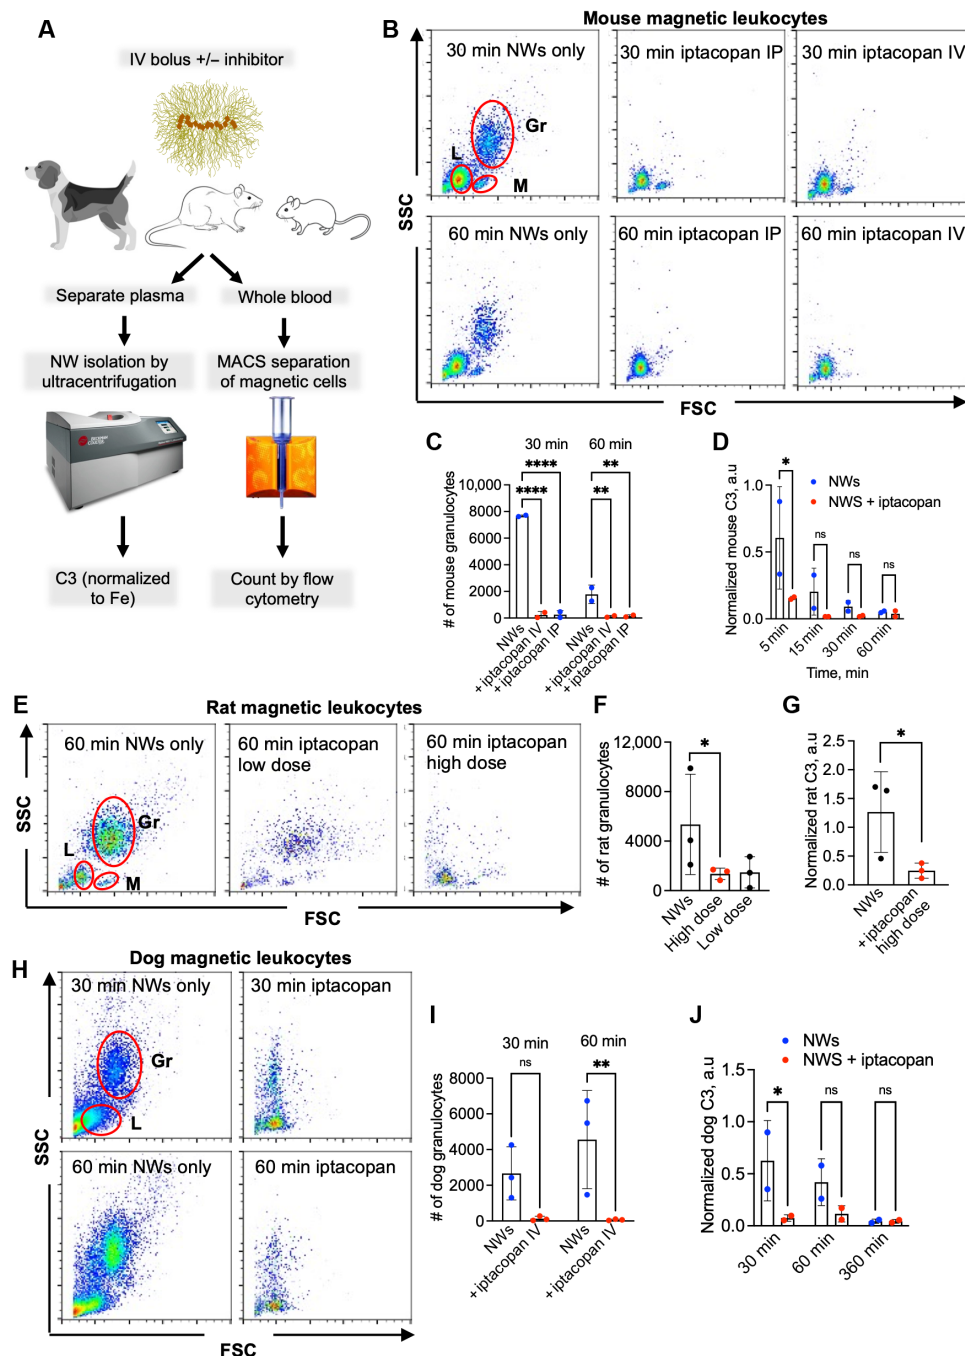 A
IV bolus +/– inhibitor
Separate plasma
Whole blood
NW isolation by
ultracentrifugation
MACS separation
of magnetic cells
C3 (normalized
to Fe)
Count by flow
cytometry
B
Mouse magnetic leukocytes
30 min NWs only
30 min iptacopan IP
30 min iptacopan IV
Gr
L
M
60 min NWs only
60 min iptacopan IP
60 min iptacopan IV
SSC
FSC
C
30 min
60 min
****
****
**
**
# of mouse granulocytes
10,000
8000
6000
4000
2000
0
NWs
+iptacopan IV
+iptacopan IP
NWs
+iptacopan IV
+iptacopan IP
D
Normalized mouse C3, a.u
1.0
0.5
0.0
*
ns
ns
ns
NWs
NWS + iptacopan
5 min
15 min
30 min
60 min
Time, min
E
Rat magnetic leukocytes
60 min NWs only
60 min iptacopan
low dose
60 min iptacopan
high dose
Gr
L
M
SSC
FSC
F
# of rat granulocytes
12,000
8000
4000
0
*
NWs
High dose
Low dose
G
Normalized rat C3, a.u
2.5
2.0
1.5
1.0
0.5
0.0
*
NWs
+iptacopan
high dose
H
Dog magnetic leukocytes
30 min NWs only
30 min iptacopan
Gr
L
60 min NWs only
60 min iptacopan
SSC
FSC
I
30 min
60 min
ns
**
# of dog granulocytes
8000
6000
4000
2000
0
NWs
+iptacopan IV
NWs
+iptacopan IV
J
NWs
NWS + iptacopan
Normalized dog C3, a.u
1.5
1.0
0.5
0.0
*
ns
ns
30 min
60 min
360 min